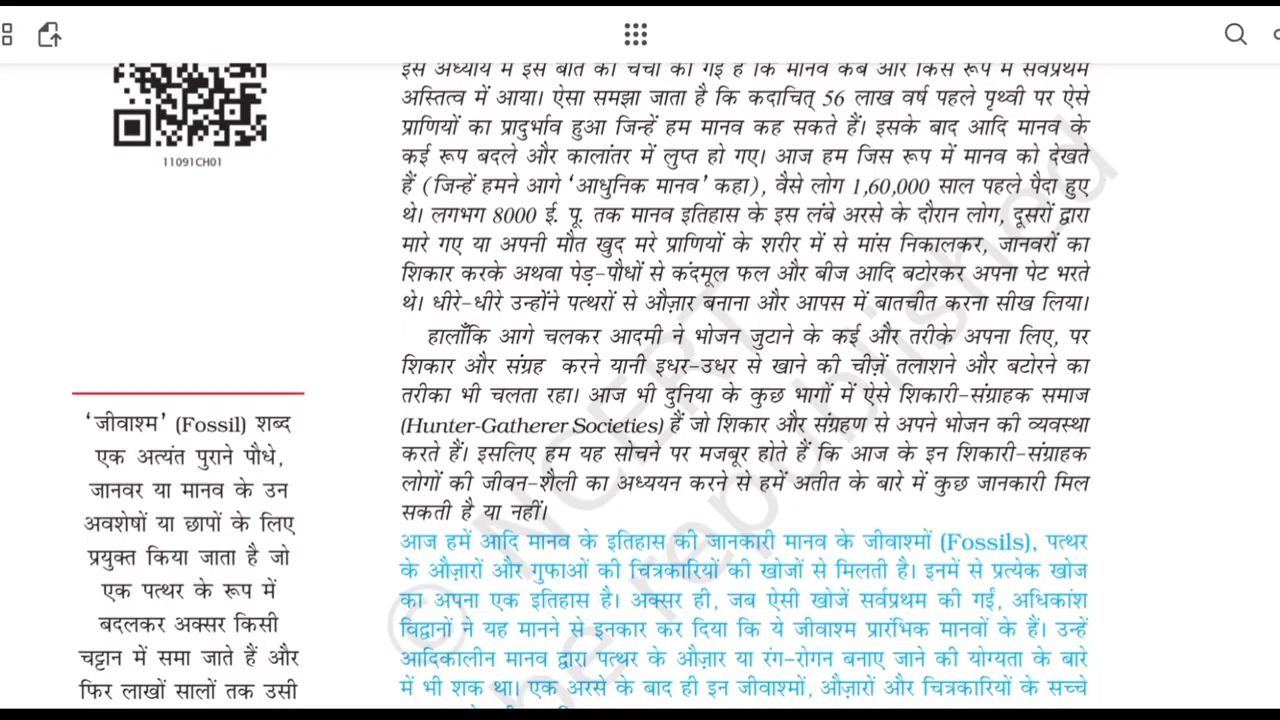 11091CH01
इस अध्याय में इस बात की चर्चा की गई है कि मानव कब और किस रूप में सर्वप्रथम
अस्तित्व में आया। ऐसा समझा जाता है कि कदाचित् 56 लाख वर्ष पहले पृथ्वी पर ऐसे
प्राणियों का प्रादुर्भाव हुआ जिन्हें हम मानव कह सकते हैं। इसके बाद आदि मानव के
कई रूप बदले और कालांतर में लुप्त हो गए। आज हम जिस रूप में मानव को देखते
हैं (जिन्हें हमने आगे ‘आधुनिक मानव’ कहा), वैसे लोग 1,60,000 साल पहले पैदा हुए
थे। लगभग 8000 ई. पू. तक मानव इतिहास के इस लंबे अरसे के दौरान लोग, दूसरों द्वारा
मारे गए या अपनी मौत खुद मरे प्राणियों के शरीर में से मांस निकालकर, जानवरों का
शिकार करके अथवा पेड़-पौधों से कंदमूल फल और बीज आदि बटोरकर अपना पेट भरते
थे। धीरे-धीरे उन्होंने पत्थरों से औज़ार बनाना और आपस में बातचीत करना सीख लिया।
हालाँकि आगे चलकर आदमी ने भोजन जुटाने के कई और तरीके अपना लिए, पर
शिकार और संग्रह करने यानी इधर-उधर से खाने की चीज़ें तलाशने और बटोरने का
तरीका भी चलता रहा। आज भी दुनिया के कुछ भागों में ऐसे शिकारी-संग्राहक समाज
(Hunter-Gatherer Societies) हैं जो शिकार और संग्रहण से अपने भोजन की व्यवस्था
करते हैं। इसलिए हम यह सोचने पर मजबूर होते हैं कि आज के इन शिकारी-संग्राहक
लोगों की जीवन-शैली का अध्ययन करने से हमें अतीत के बारे में कुछ जानकारी मिल
सकती है या नहीं।
आज हमें आदि मानव के इतिहास की जानकारी मानव के जीवाश्मों (Fossils), पत्थर
के औज़ारों और गुफाओं की चित्रकारियों की खोजों से मिलती है। इनमें से प्रत्येक खोज
का अपना एक इतिहास है। अक्सर ही, जब ऐसी खोजें सर्वप्रथम की गईं, अधिकांश
विद्वानों ने यह मानने से इनकार कर दिया कि ये जीवाश्म प्रारंभिक मानवों के हैं। उन्हें
आदिकालीन मानव द्वारा पत्थर के औज़ार या रंग-रोगन बनाए जाने की योग्यता के बारे
में भी शक था। एक अरसे के बाद ही इन जीवाश्मों, औज़ारों और चित्रकारियों के सच्चे
‘जीवाश्म’ (Fossil) शब्द
एक अत्यंत पुराने पौधे,
जानवर या मानव के उन
अवशेषों या छापों के लिए
प्रयुक्त किया जाता है जो
एक पत्थर के रूप में
बदलकर अक्सर किसी
चट्टान में समा जाते हैं और
फिर लाखों सालों तक उसी
© NCERT
be republished